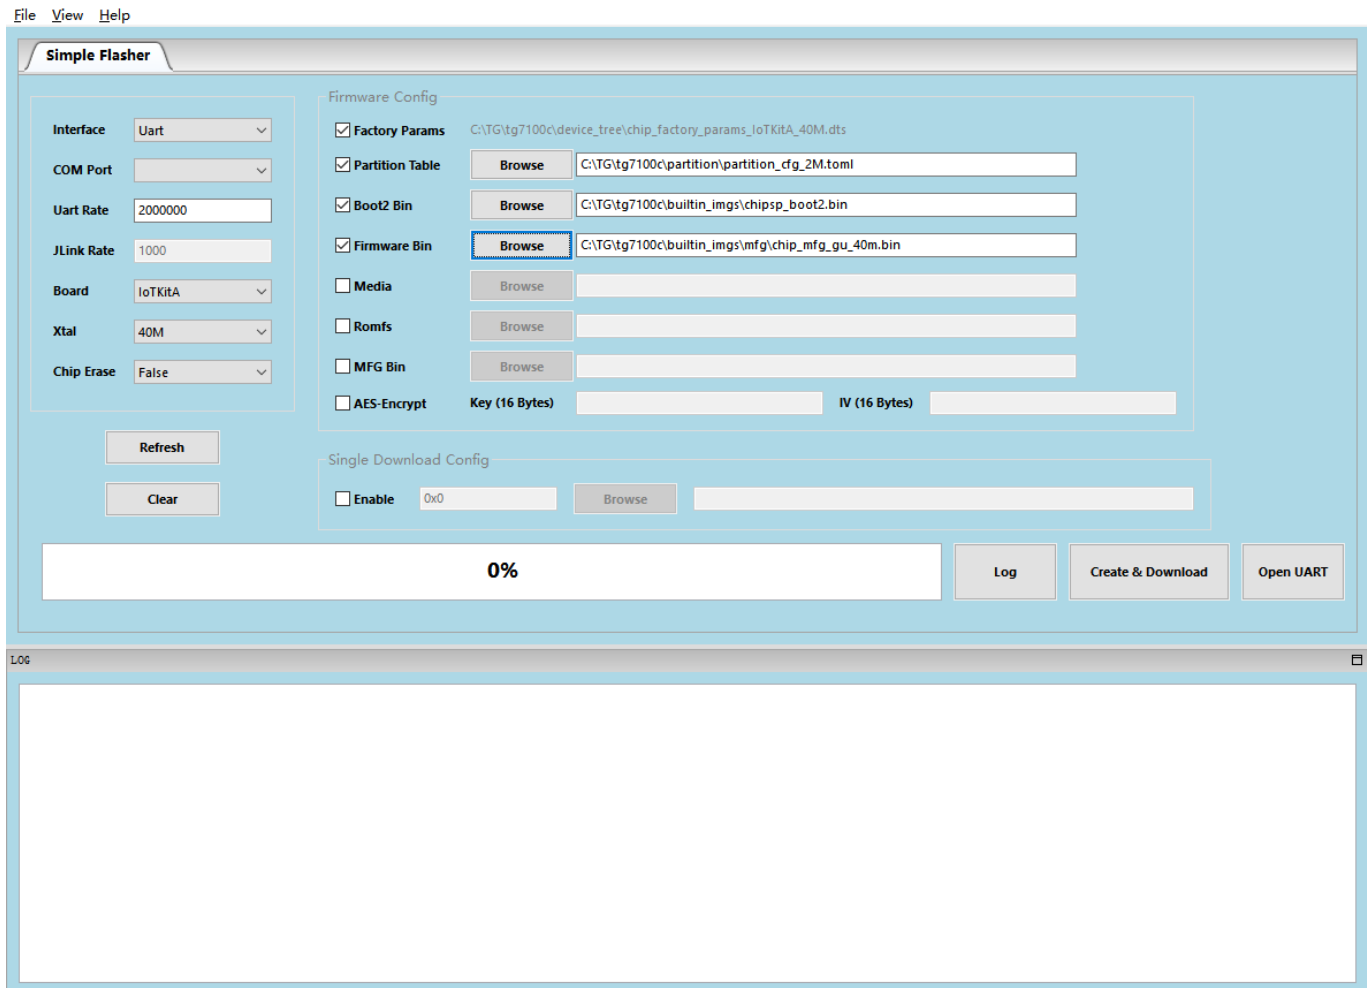 File View Help
Simple Flasher
Interface Uart
COM Port
Uart Rate 2000000
JLink Rate 1000
Board IoTKitA
Xtal 40M
Chip Erase False
Refresh
Clear
Firmware Config
Factory Params C:\TG\tg7100c\device_tree\chip_factory_params_IoTKitA_40M.dts
Partition Table Browse C:\TG\tg7100c\partition\partition_cfg_2M.toml
Boot2 Bin Browse C:\TG\tg7100c\builtin_imgs\chipsp_boot2.bin
Firmware Bin Browse C:\TG\tg7100c\builtin_imgs\mfg\chip_mfg_gu_40m.bin
Media Browse
Romfs Browse
MFG Bin Browse
AES-Encrypt Key (16 Bytes) IV (16 Bytes)
Single Download Config
Enable 0x0 Browse
0% Log Create & Download Open UART
LOG